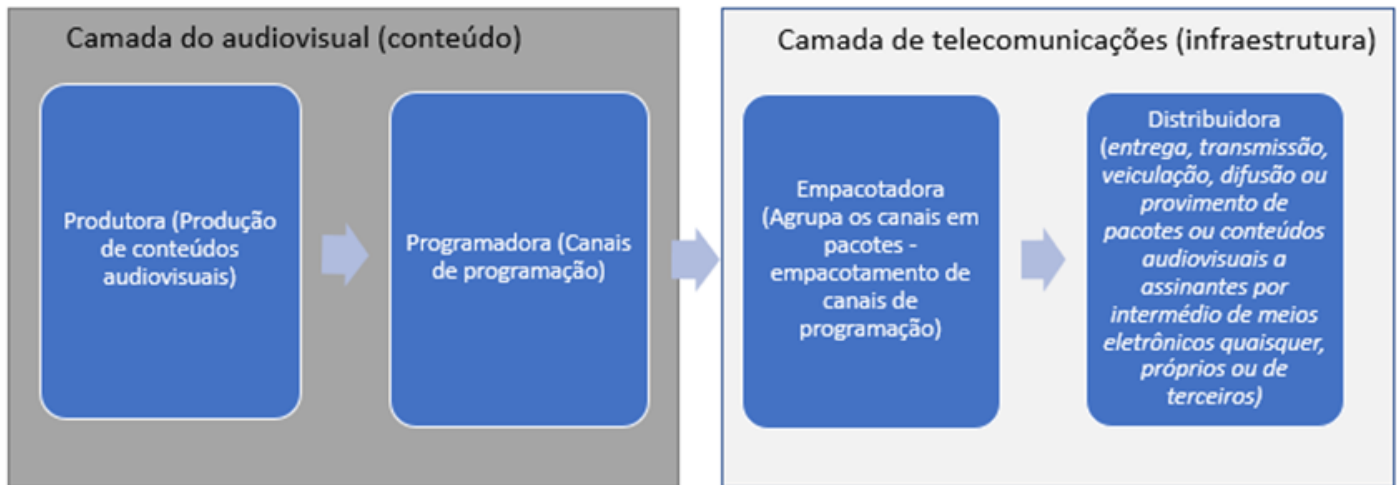 Camada do audiovisual (conteúdo)
Produtora (Produção
de conteúdos
audiovisuais)
Programadora (Canais
de programação)
Camada de telecomunicações (infraestrutura)
Empacotadora
(Agrupa os canais em
pacotes -
empacotamento de
canais de
programação)
Distribuidora
(entrega, transmissão,
veiculação, difusão ou
provimento de
pacotes ou conteúdos
audiovisuais a
assinantes por
intermédio de meios
eletrônicos quaisquer,
próprios ou de
terceiros)